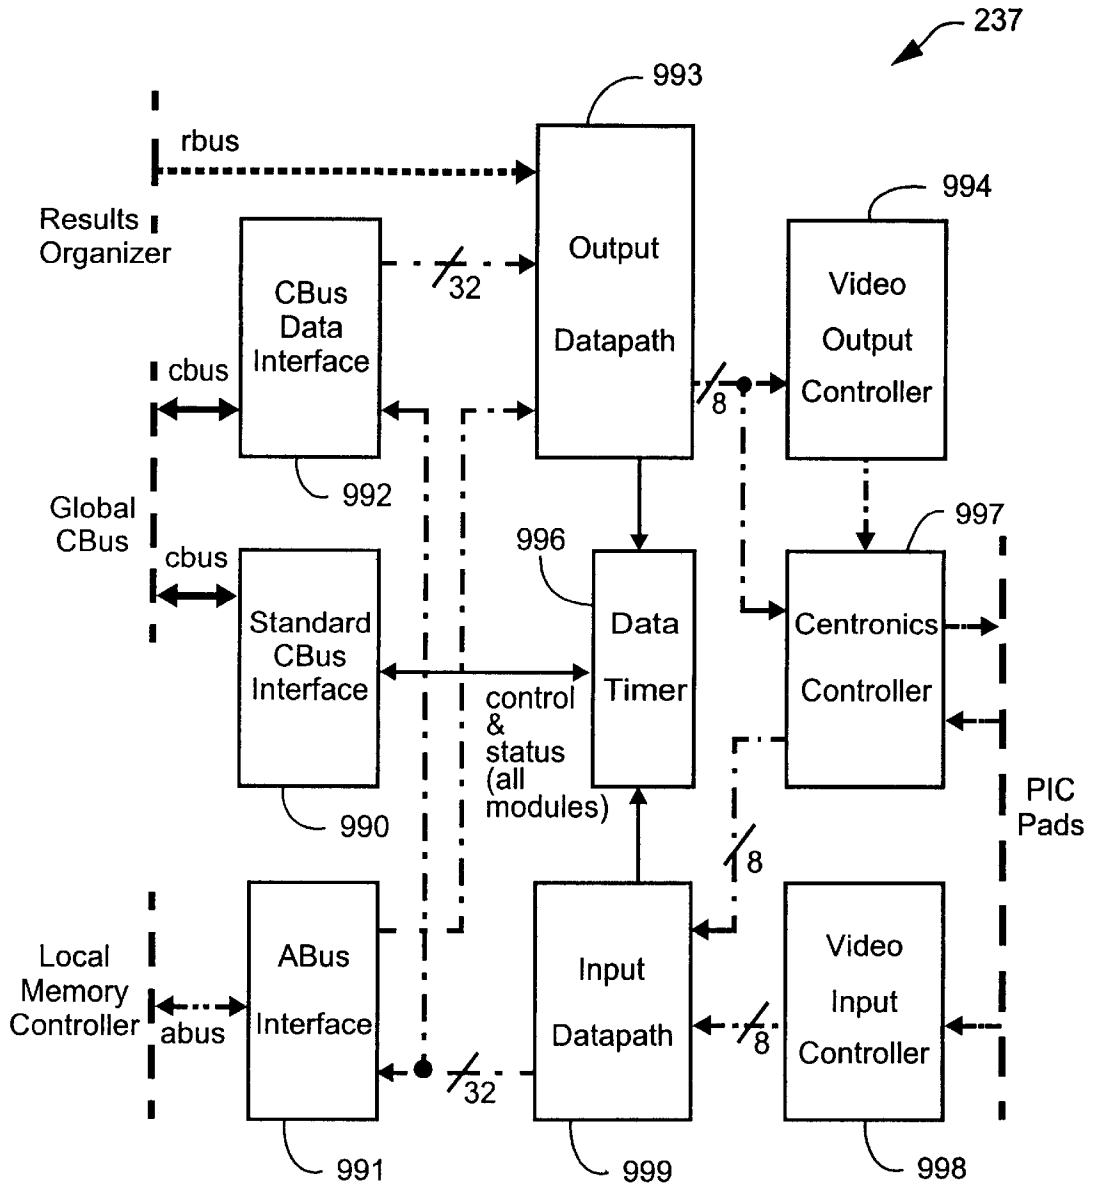 237
993
rbus
994
Results
Organizer
Output
Datapath
32
CBus
Data
Interface
Video
Output
Controller
cbus
8
992
Global
CBus
996
997
cbus
Standard
CBus
Interface
Data
Timer
Centronics
Controller
control
&
status
(all
modules)
990
8
PIC
Pads
Local
Memory
Controller
ABus
Interface
Input
Datapath
Video
Input
Controller
abus
8
32
991
999
998